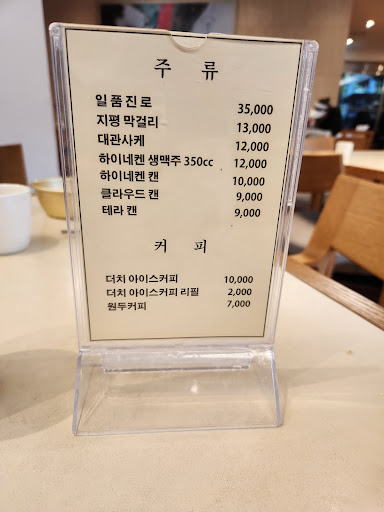 주 류
일품진로 35,000
지평 막걸리 13,000
대관사케 12,000
하이네켄 생맥주 350cc 12,000
하이네켄 캔 10,000
클라우드 캔 9,000
테라 캔 9,000
커 피
더치 아이스커피 10,000
더치 아이스커피 리필 2,000
원두커피 7,000